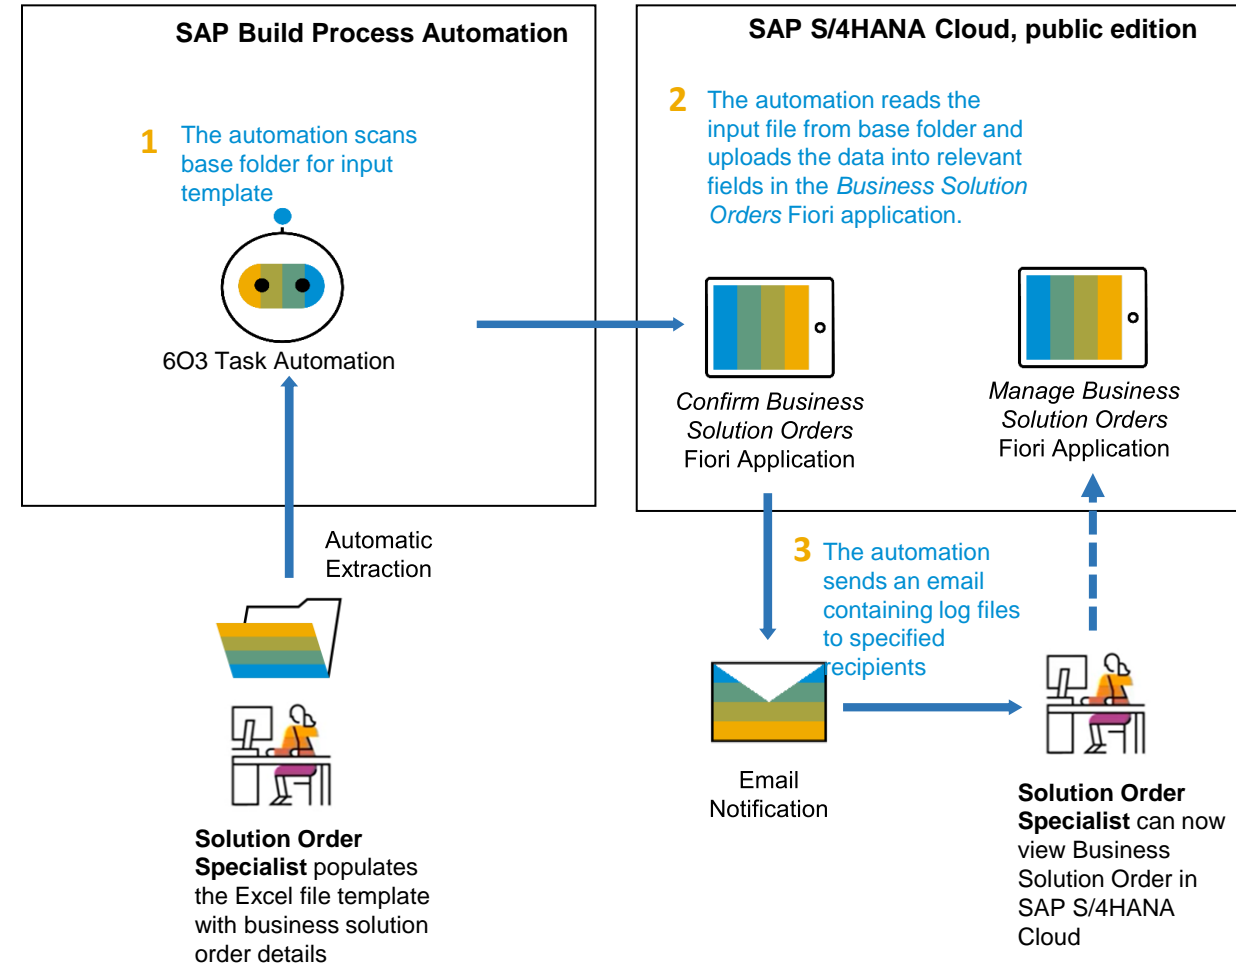 SAP Build Process Automation
1
The automation scans
base folder for input
template
6O3 Task Automation
Automatic
Extraction
Solution Order
Specialist populates
the Excel file template
with business solution
order details
SAP S/4HANA Cloud, public edition
2
The automation reads the
input file from base folder and
uploads the data into relevant
fields in the Business Solution
Orders Fiori application.
Confirm Business
Solution Orders
Fiori Application
Manage Business
Solution Orders
Fiori Application
3
The automation
sends an email
containing log files
to specified
recipients
Email
Notification
Solution Order
Specialist can now
view Business
Solution Order in
SAP S/4HANA
Cloud